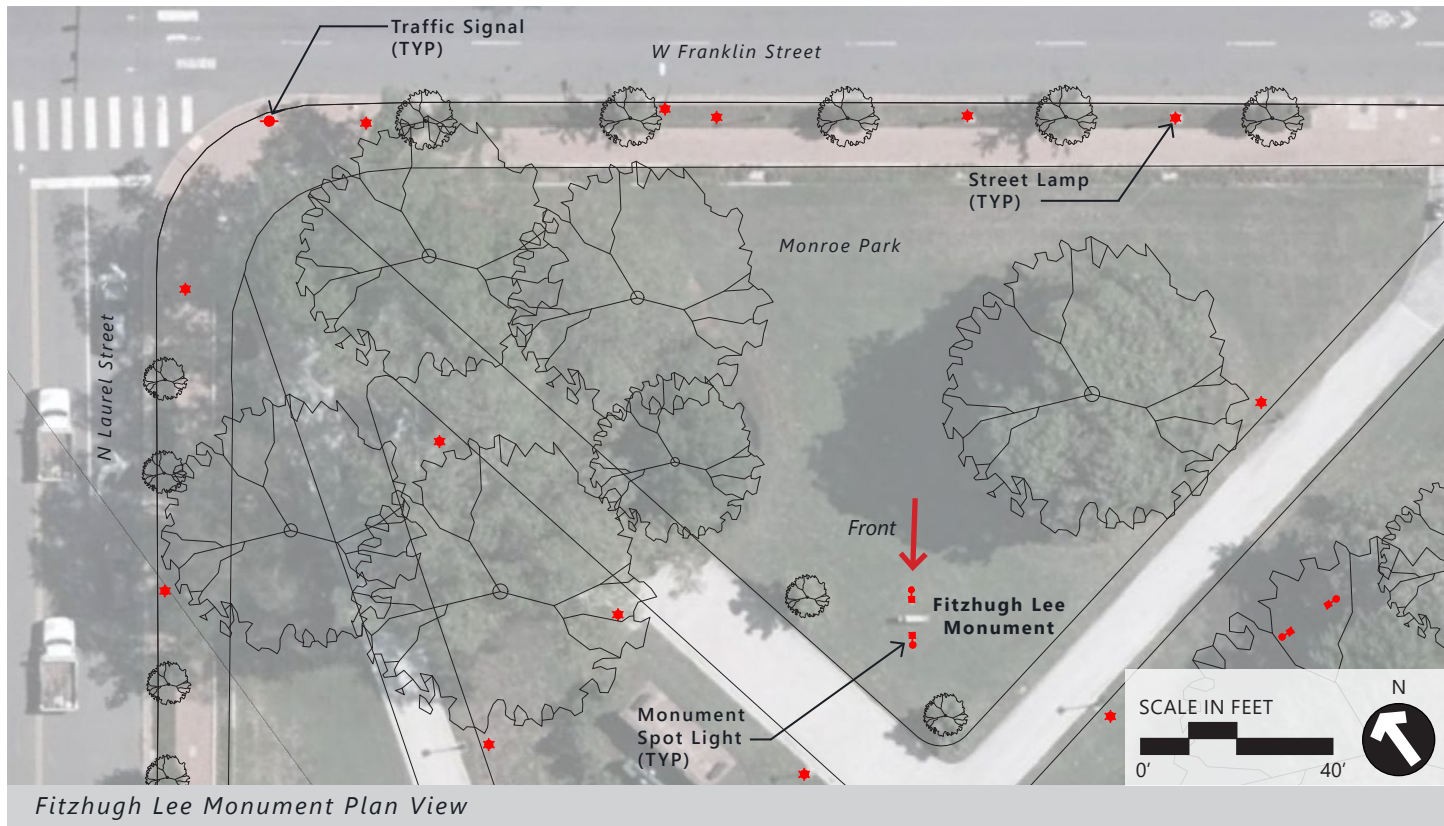 Traffic Signal
(TYP)
W Franklin Street
Street Lamp
(TYP)
Monroe Park
N Laurel Street
Front
Fitzhugh Lee
Monument
Monument
Spot Light
(TYP)
N
SCALE IN FEET
0'
40'
Fitzhugh Lee Monument Plan View